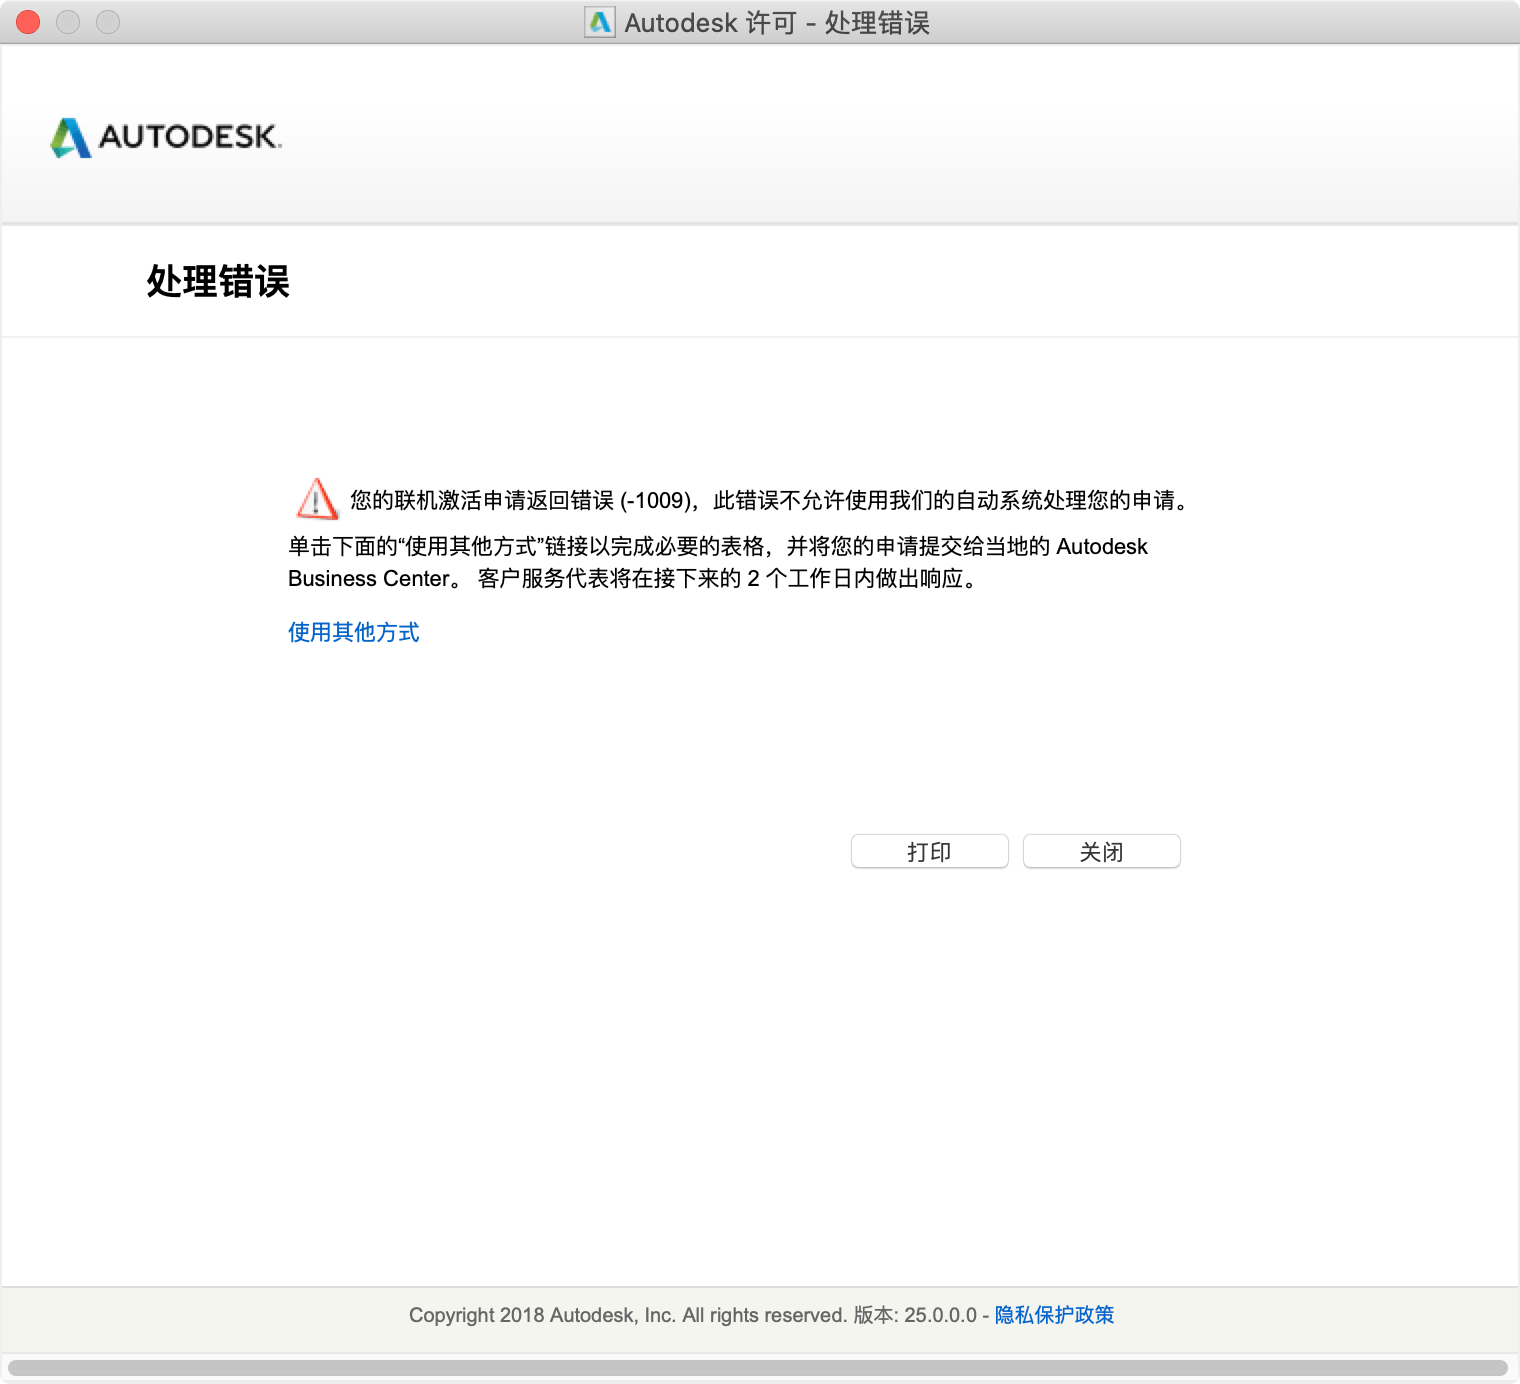 Autodesk 许可 - 处理错误
AUTODESK.
处理错误
您的联机激活申请返回错误 (-1009)，此错误不允许使用我们的自动系统处理您的申请。
单击下面的“使用其他方式”链接以完成必要的表格，并将您的申请提交给当地的 Autodesk
Business Center。 客户服务代表将在接下来的 2 个工作日内做出响应。
使用其他方式
打印 关闭
Copyright 2018 Autodesk, Inc. All rights reserved. 版本: 25.0.0.0 - 隐私保护政策